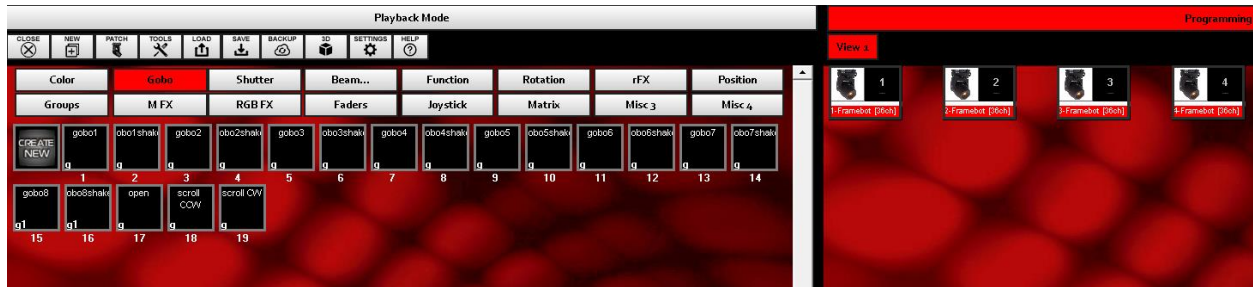 Playback Mode
Programming
CLOSE NEW PATCH TOOLS LOAD SAVE BACKUP 3D SETTINGS HELP
View 1
Color Gobo Shutter Beam... Function Rotation rFX Position
Groups M FX RGB FX Faders Joystick Matrix Misc 3 Misc 4
1 2 3 4
1-Framebot [36ch] 2-Framebot [36ch] 3-Framebot [36ch] 4-Framebot [36ch]
CREATE NEW
gobo1 obo1shak gobo2 obo2shak gobo3 obo3shak gobo4 obo4shak gobo5 obo5shak gobo6 obo6shak gobo7 obo7shak
g g g g g g g g g g g g g g
1 2 3 4 5 6 7 8 9 10 11 12 13 14
gobo8 obo8shak open scroll CCW scroll CW
g1 g1 g g g
15 16 17 18 19